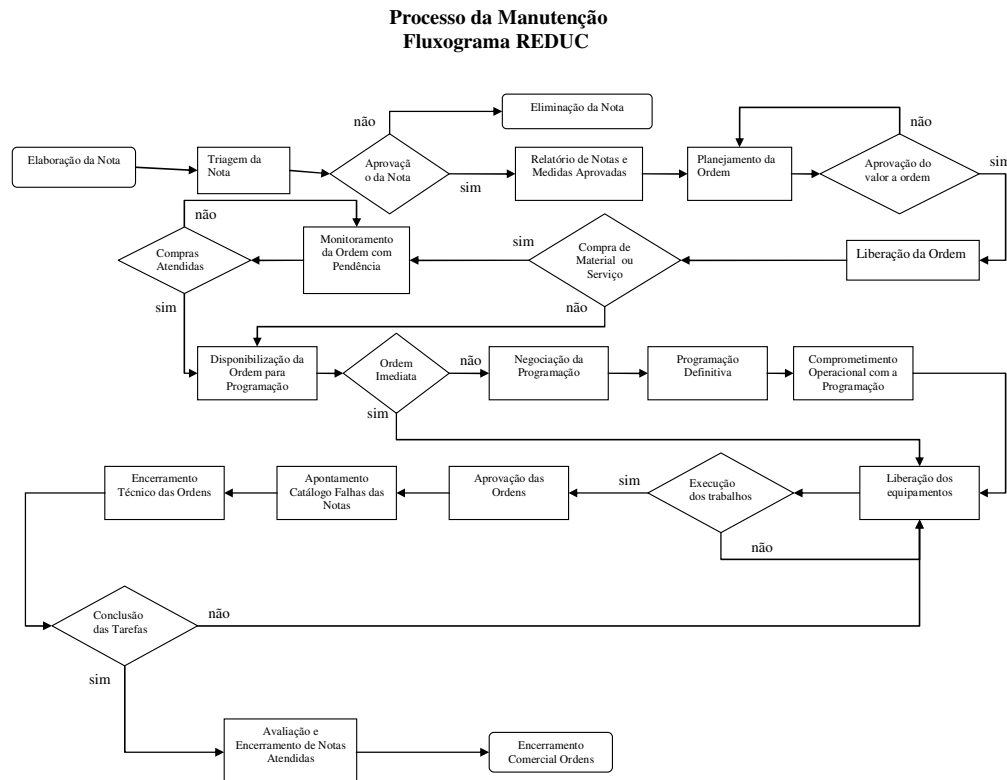 Processo da Manutenção
Fluxograma REDUC
não
Eliminação da Nota
não
Elaboração da Nota
Triagem da
Nota
Aprovaçã
o da Nota
sim
Relatório de Notas e
Medidas Aprovadas
Planejamento da
Ordem
Aprovação do
valor a ordem
sim
não
Compras
Atendidas
sim
Monitoramento
da Ordem com
Pendência
sim
Compra de
Material ou
Serviço
não
Liberação da Ordem
Disponibilização da
Ordem para
Programação
Ordem
Imediata
não
sim
Negociação da
Programação
Programação
Definitiva
Comprometimento
Operacional com a
Programação
Encerramento
Técnico das Ordens
Apontamento
Catálogo Falhas das
Notas
Aprovação das
Ordens
sim
Execução
dos trabalhos
não
Liberação dos
equipamentos
Conclusão
das Tarefas
não
sim
Avaliação e
Encerramento de Notas
Atendidas
Encerramento
Comercial Ordens